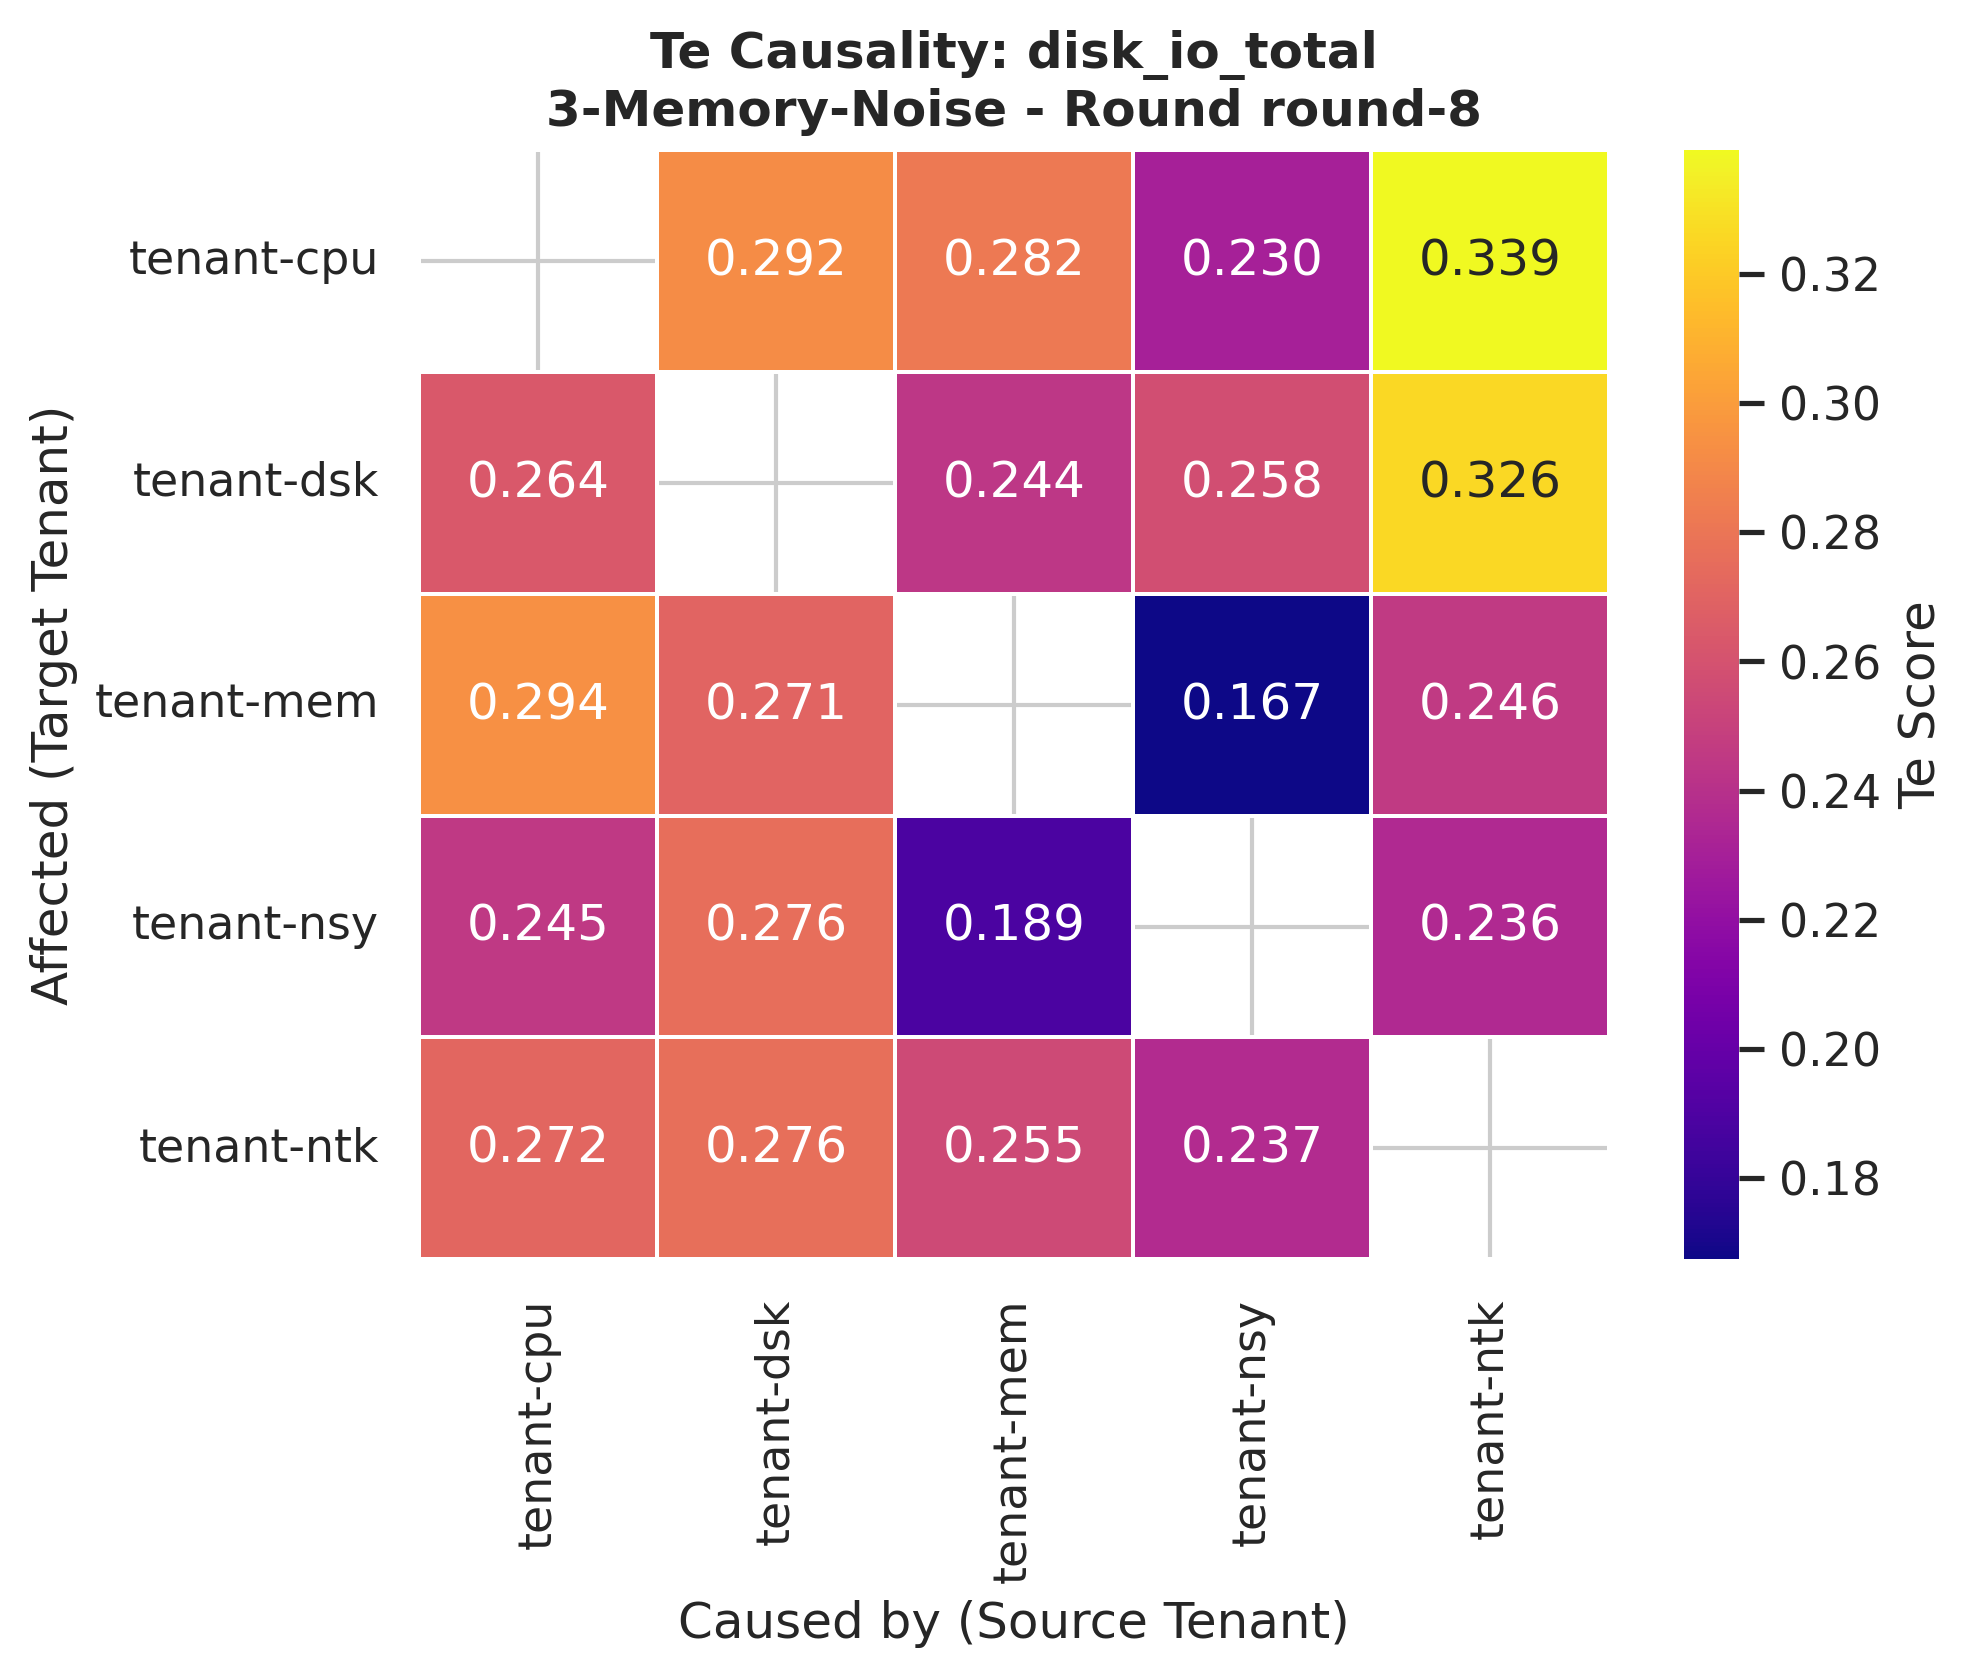 Te Causality: disk_io_total
3-Memory-Noise - Round round-8
Affected (Target Tenant)
tenant-cpu 0.292 0.282 0.230 0.339
tenant-dsk 0.264 0.244 0.258 0.326
tenant-mem 0.294 0.271 0.167 0.246
tenant-nsy 0.245 0.276 0.189 0.236
tenant-ntk 0.272 0.276 0.255 0.237
tenant-cpu
tenant-dsk
tenant-mem
tenant-nsy
tenant-ntk
Caused by (Source Tenant)
0.32
0.30
0.28
0.26
0.24
0.22
0.20
0.18
Te Score